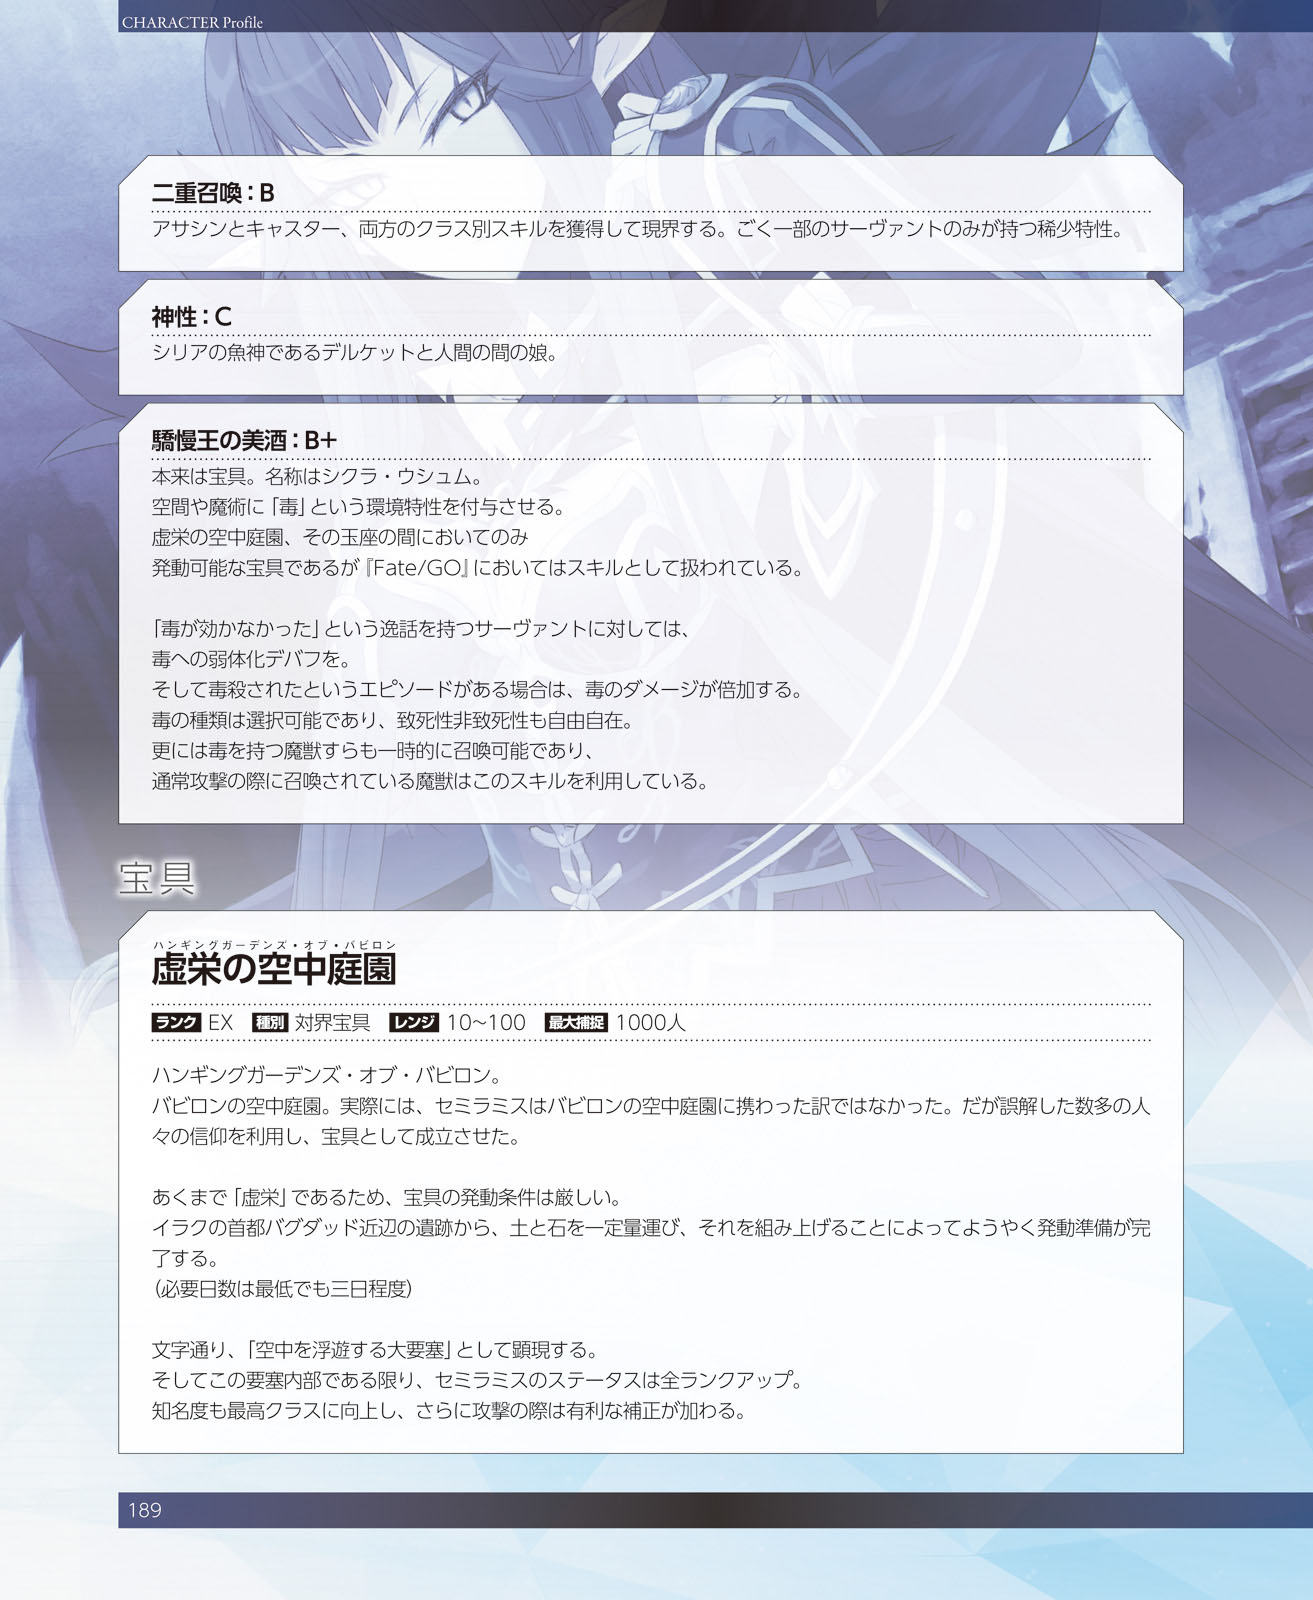 CHARACTER Profile
二重召喚：B
アサシンとキャスター、両方のクラス別スキルを獲得して現界する。ごく一部のサーヴァントのみが持つ稀少特性。
神性：C
シリアの魚神であるデルケットと人間の間の娘。
驕慢王の美酒：B+
本来は宝具。名称はシクラ・ウシュム。
空間や魔術に「毒」という環境特性を付与させる。
虚栄の空中庭園、その玉座の間においてのみ
発動可能な宝具であるが『Fate/GO』においてはスキルとして扱われている。
「毒が効かなかった」という逸話を持つサーヴァントに対しては、
毒への弱体化デバフを。
そして毒殺されたというエピソードがある場合は、毒のダメージが倍加する。
毒の種類は選択可能であり、致死性非致死性も自由自在。
更には毒を持つ魔獣すらも一時的に召喚可能であり、
通常攻撃の際に召喚されている魔獣はこのスキルを利用している。
宝具
ハンギングガーデンズ・オブ・バビロン
虚栄の空中庭園
ランク EX 種別 対界宝具 レンジ 10~100 最大捕捉 1000人
ハンギングガーデンズ・オブ・バビロン。
バビロンの空中庭園。実際には、セミラミスはバビロンの空中庭園に携わった訳ではなかった。だが誤解した数多の人
々の信仰を利用し、宝具として成立させた。
あくまで「虚栄」であるため、宝具の発動条件は厳しい。
イラクの首都バグダッド近辺の遺跡から、土と石を一定量運び、それを組み上げることによってようやく発動準備が完
了する。
（必要日数は最低でも三日程度）
文字通り、「空中を浮遊する大要塞」として顕現する。
そしてこの要塞内部である限り、セミラミスのステータスは全ランクアップ。
知名度も最高クラスに向上し、さらに攻撃の際は有利な補正が加わる。
189